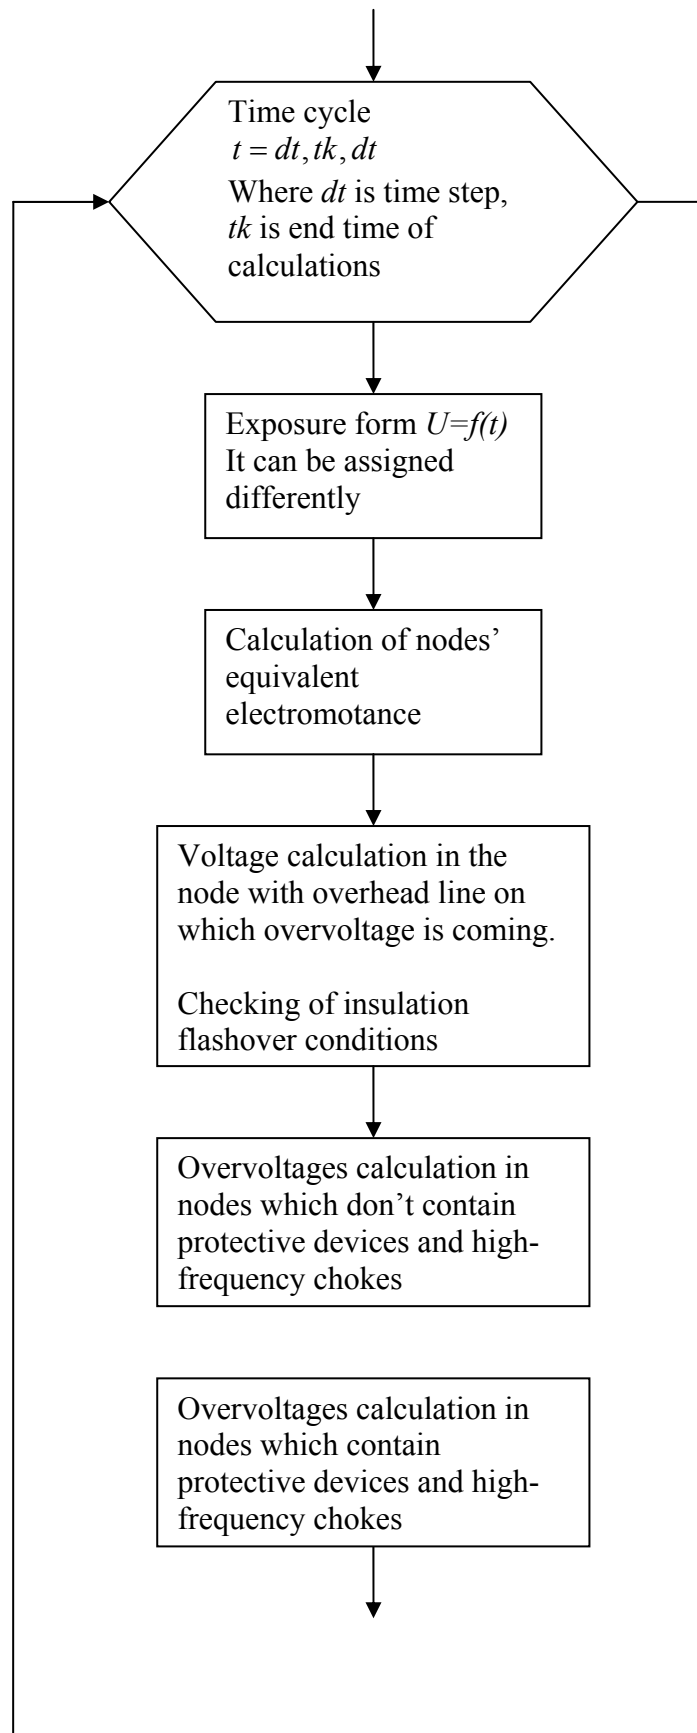 Time cycle
t = dt, tk, dt
Where dt is time step,
tk is end time of
calculations
Exposure form U=f(t)
It can be assigned
differently
Calculation of nodes’
equivalent
electromotance
Voltage calculation in the
node with overhead line on
which overvoltage is coming.
Checking of insulation
flashover conditions
Overvoltages calculation in
nodes which don’t contain
protective devices and high-
frequency chokes
Overvoltages calculation in
nodes which contain
protective devices and high-
frequency chokes